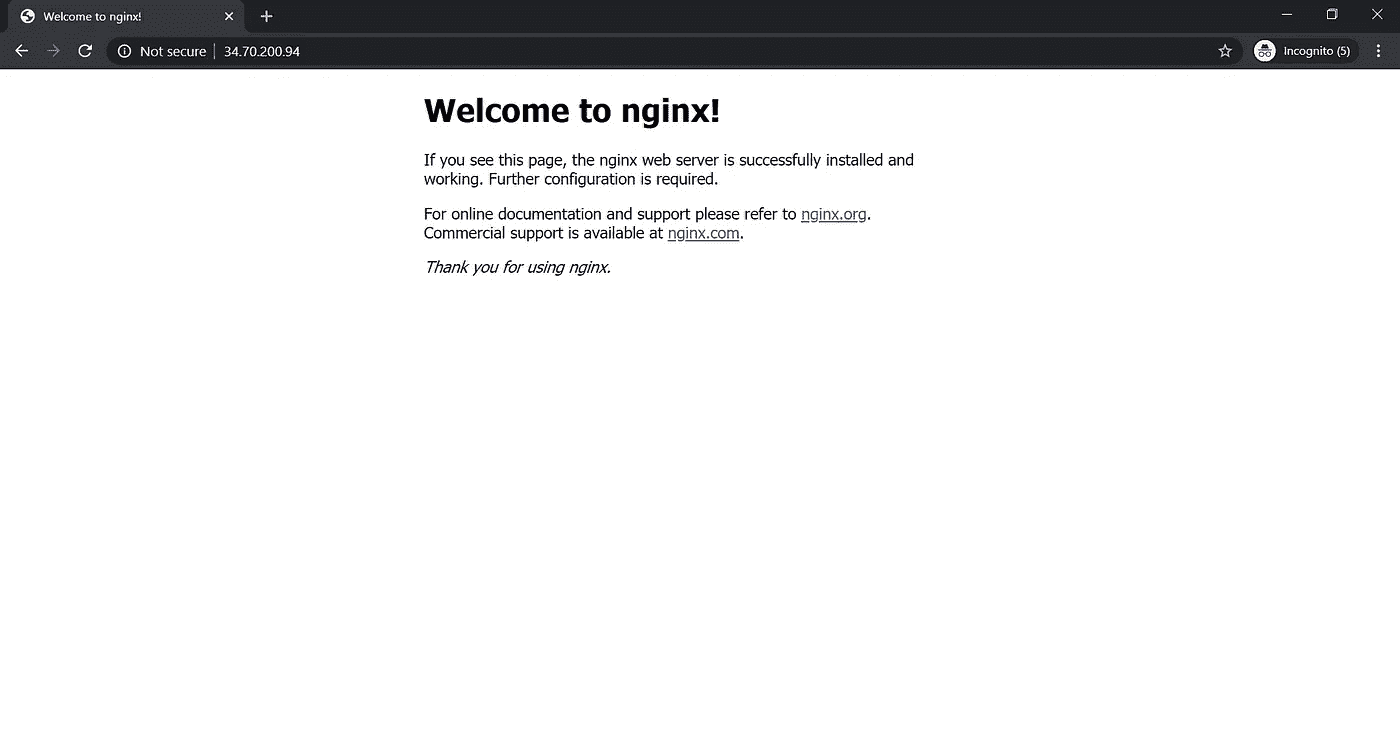 Welcome to nginx!
Not secure 34.70.200.94
Incognito (5)
Welcome to nginx!
If you see this page, the nginx web server is successfully installed and
working. Further configuration is required.
For online documentation and support please refer to nginx.org.
Commercial support is available at nginx.com.
Thank you for using nginx.